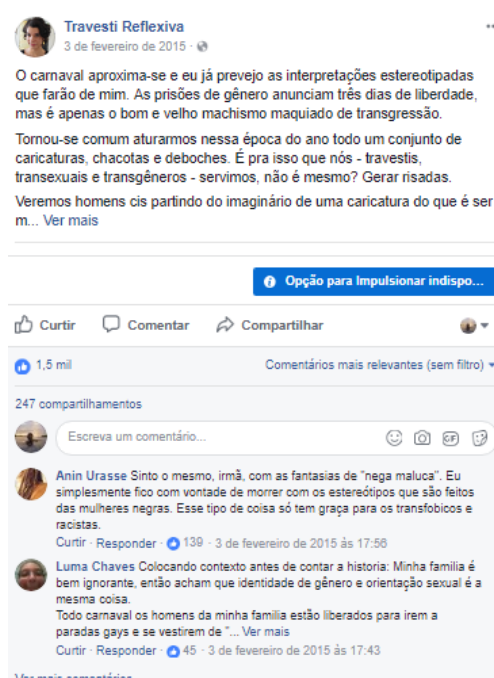 Travesti Reflexiva
3 de fevereiro de 2015 ·
O carnaval aproxima-se e eu já prevejo as interpretações estereotipadas
que farão de mim. As prisões de gênero anunciam três dias de liberdade,
mas é apenas o bom e velho machismo maquiado de transgressão.
Tornou-se comum aturarmos nessa época do ano todo um conjunto de
caricaturas, chacotas e deboches. É pra isso que nós - travestis,
transexuais e transgêneros - servimos, não é mesmo? Gerar risadas.
Veremos homens cis partindo do imaginário de uma caricatura do que é ser
m... Ver mais
Opção para Impulsionar indispo...
Curtir Comentar Compartilhar
1,5 mil Comentários mais relevantes (sem filtro)
247 compartilhamentos
Escreva um comentário... GIF
Anin Urasse Sinto o mesmo, irmã, com as fantasias de "nega maluca". Eu
simplesmente fico com vontade de morrer com os estereótipos que são feitos
das mulheres negras. Esse tipo de coisa só tem graça para os transfobicos e
racistas.
Curtir · Responder · 139 · 3 de fevereiro de 2015 às 17:56
Luma Chaves Colocando contexto antes de contar a historia: Minha familia é
bem ignorante, então acham que identidade de gênero e orientação sexual é a
mesma coisa.
Todo carnaval os homens da minha familia estão liberados para irem a
paradas gays e se vestirem de "... Ver mais
Curtir · Responder · 45 · 3 de fevereiro de 2015 às 17:43
Ver mais comentários